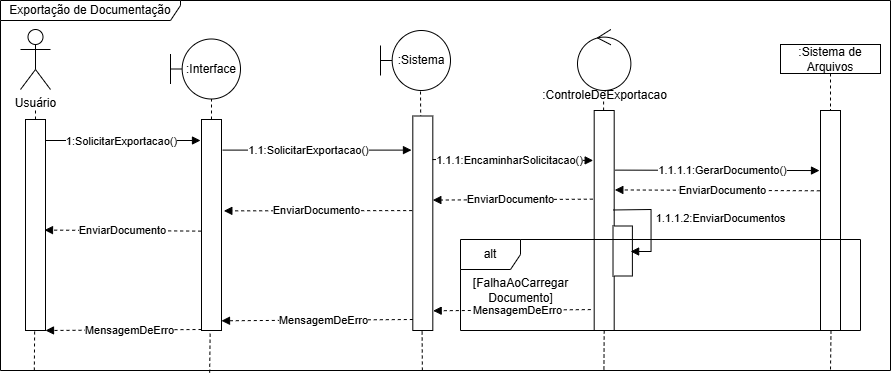 Exportação de Documentação
:Interface
:Sistema
:Sistema de
Arquivos
Usuário
:ControleDeExportacao
1:SolicitarExportacao()
1.1:SolicitarExportacao()
1.1.1:EncaminharSolicitacao()
1.1.1.1:GerarDocumento()
EnviarDocumento
EnviarDocumento
EnviarDocumento
EnviarDocumento
1.1.1.2:EnviarDocumentos
alt
[FalhaAoCarregar
Documento]
MensagemDeErro
MensagemDeErro
MensagemDeErro